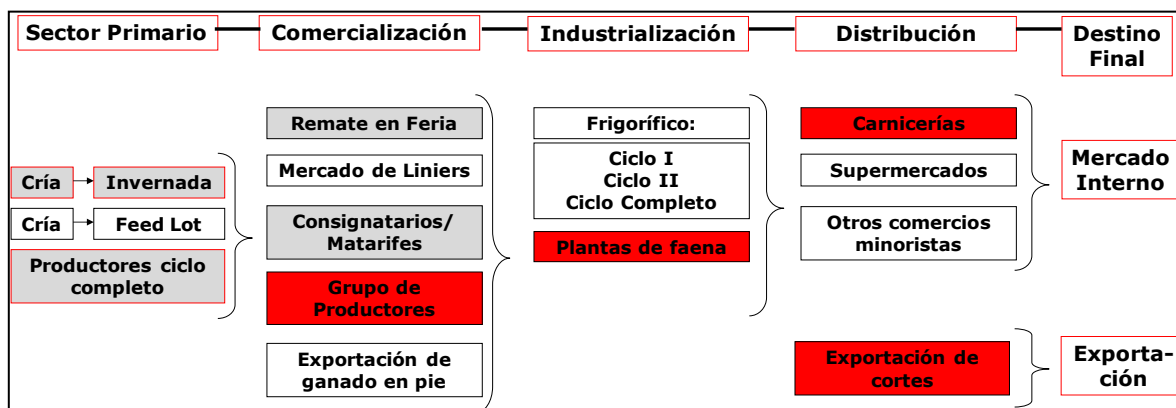 Sector Primario
Comercialización
Industrialización
Distribución
Destino
Final
Cría
Invernada
Cría
Feed Lot
Productores ciclo
completo
Remate en Feria
Mercado de Liniers
Consignatarios/
Matarifes
Grupo de
Productores
Exportación de
ganado en pie
Frigorífico:
Ciclo I
Ciclo II
Ciclo Completo
Plantas de faena
Carnicerías
Supermercados
Otros comercios
minoristas
Exportación de
cortes
Mercado
Interno
Exporta-
ción